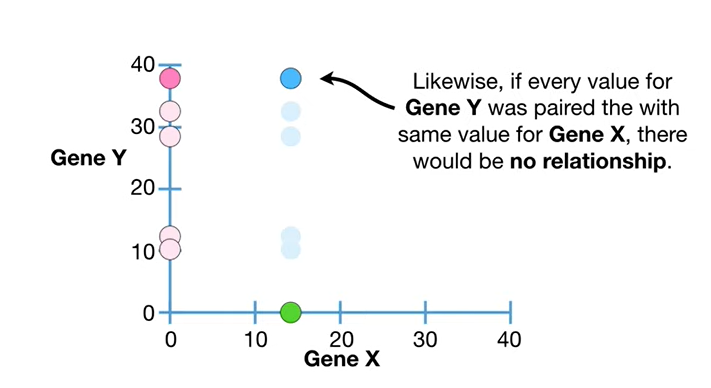 40
30
20
10
0
Gene Y
Likewise, if every value for
Gene Y was paired the with
same value for Gene X, there
would be no relationship.
0 10 20 30 40
Gene X